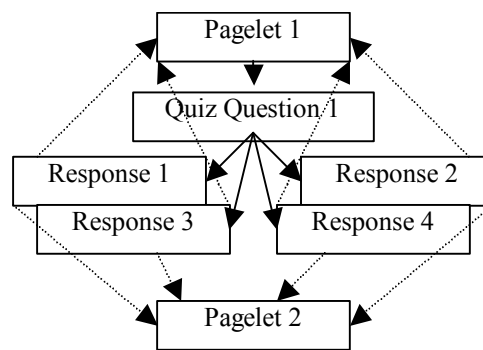 Pagelet 1
Quiz Question 1
Response 1
Response 2
Response 3
Response 4
Pagelet 2